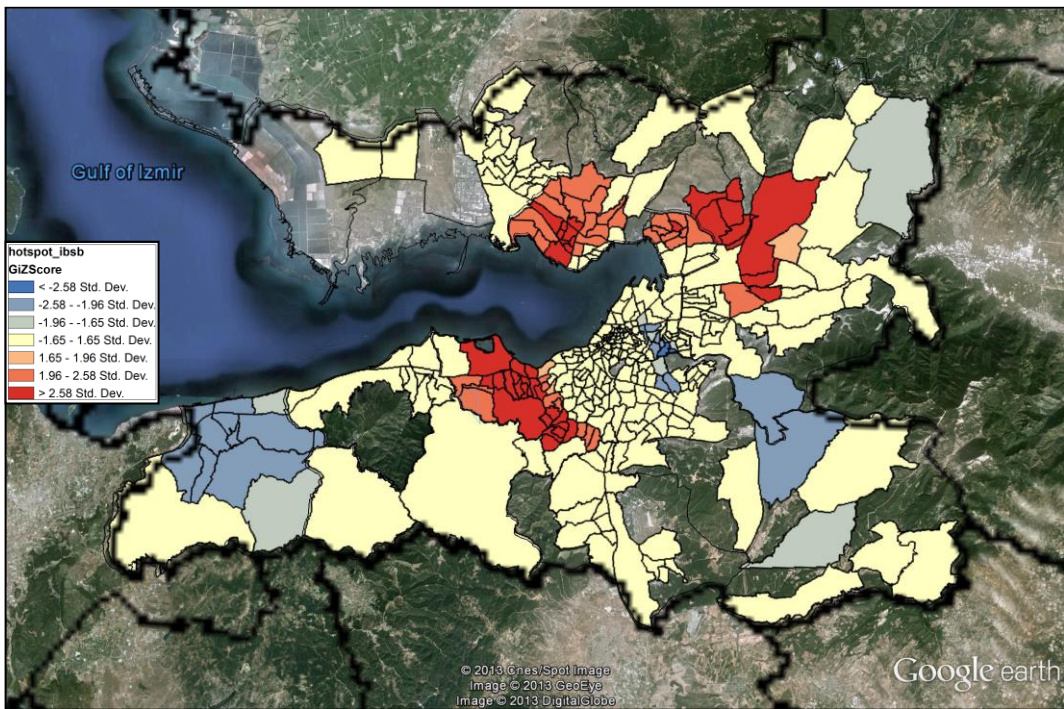 Gulf of Izmir
hotspot_ibsb
GiZScore
< -2.58 Std. Dev.
-2.58 - -1.96 Std. Dev.
-1.96 - -1.65 Std. Dev.
-1.65 - 1.65 Std. Dev.
1.65 - 1.96 Std. Dev.
1.96 - 2.58 Std. Dev.
> 2.58 Std. Dev.
© 2013 Cnes/Spot Image
Image © 2013 GeoEye
Image © 2013 DigitalGlobe
Google earth